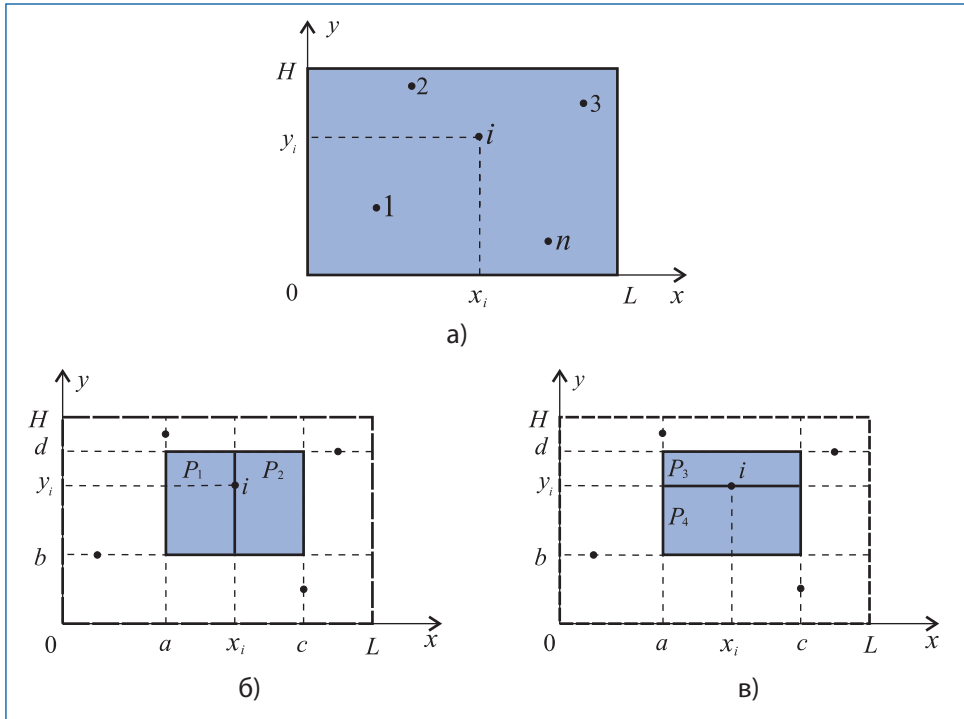 y
H
2
3
y_i
i
1
n
0
x_i
L
x
а)
y
H
d
P_1
P_2
y_i
i
b
0
a
x_i
c
L
x
б)
y
H
d
P_3
i
y_i
P_4
b
0
a
x_i
c
L
x
в)